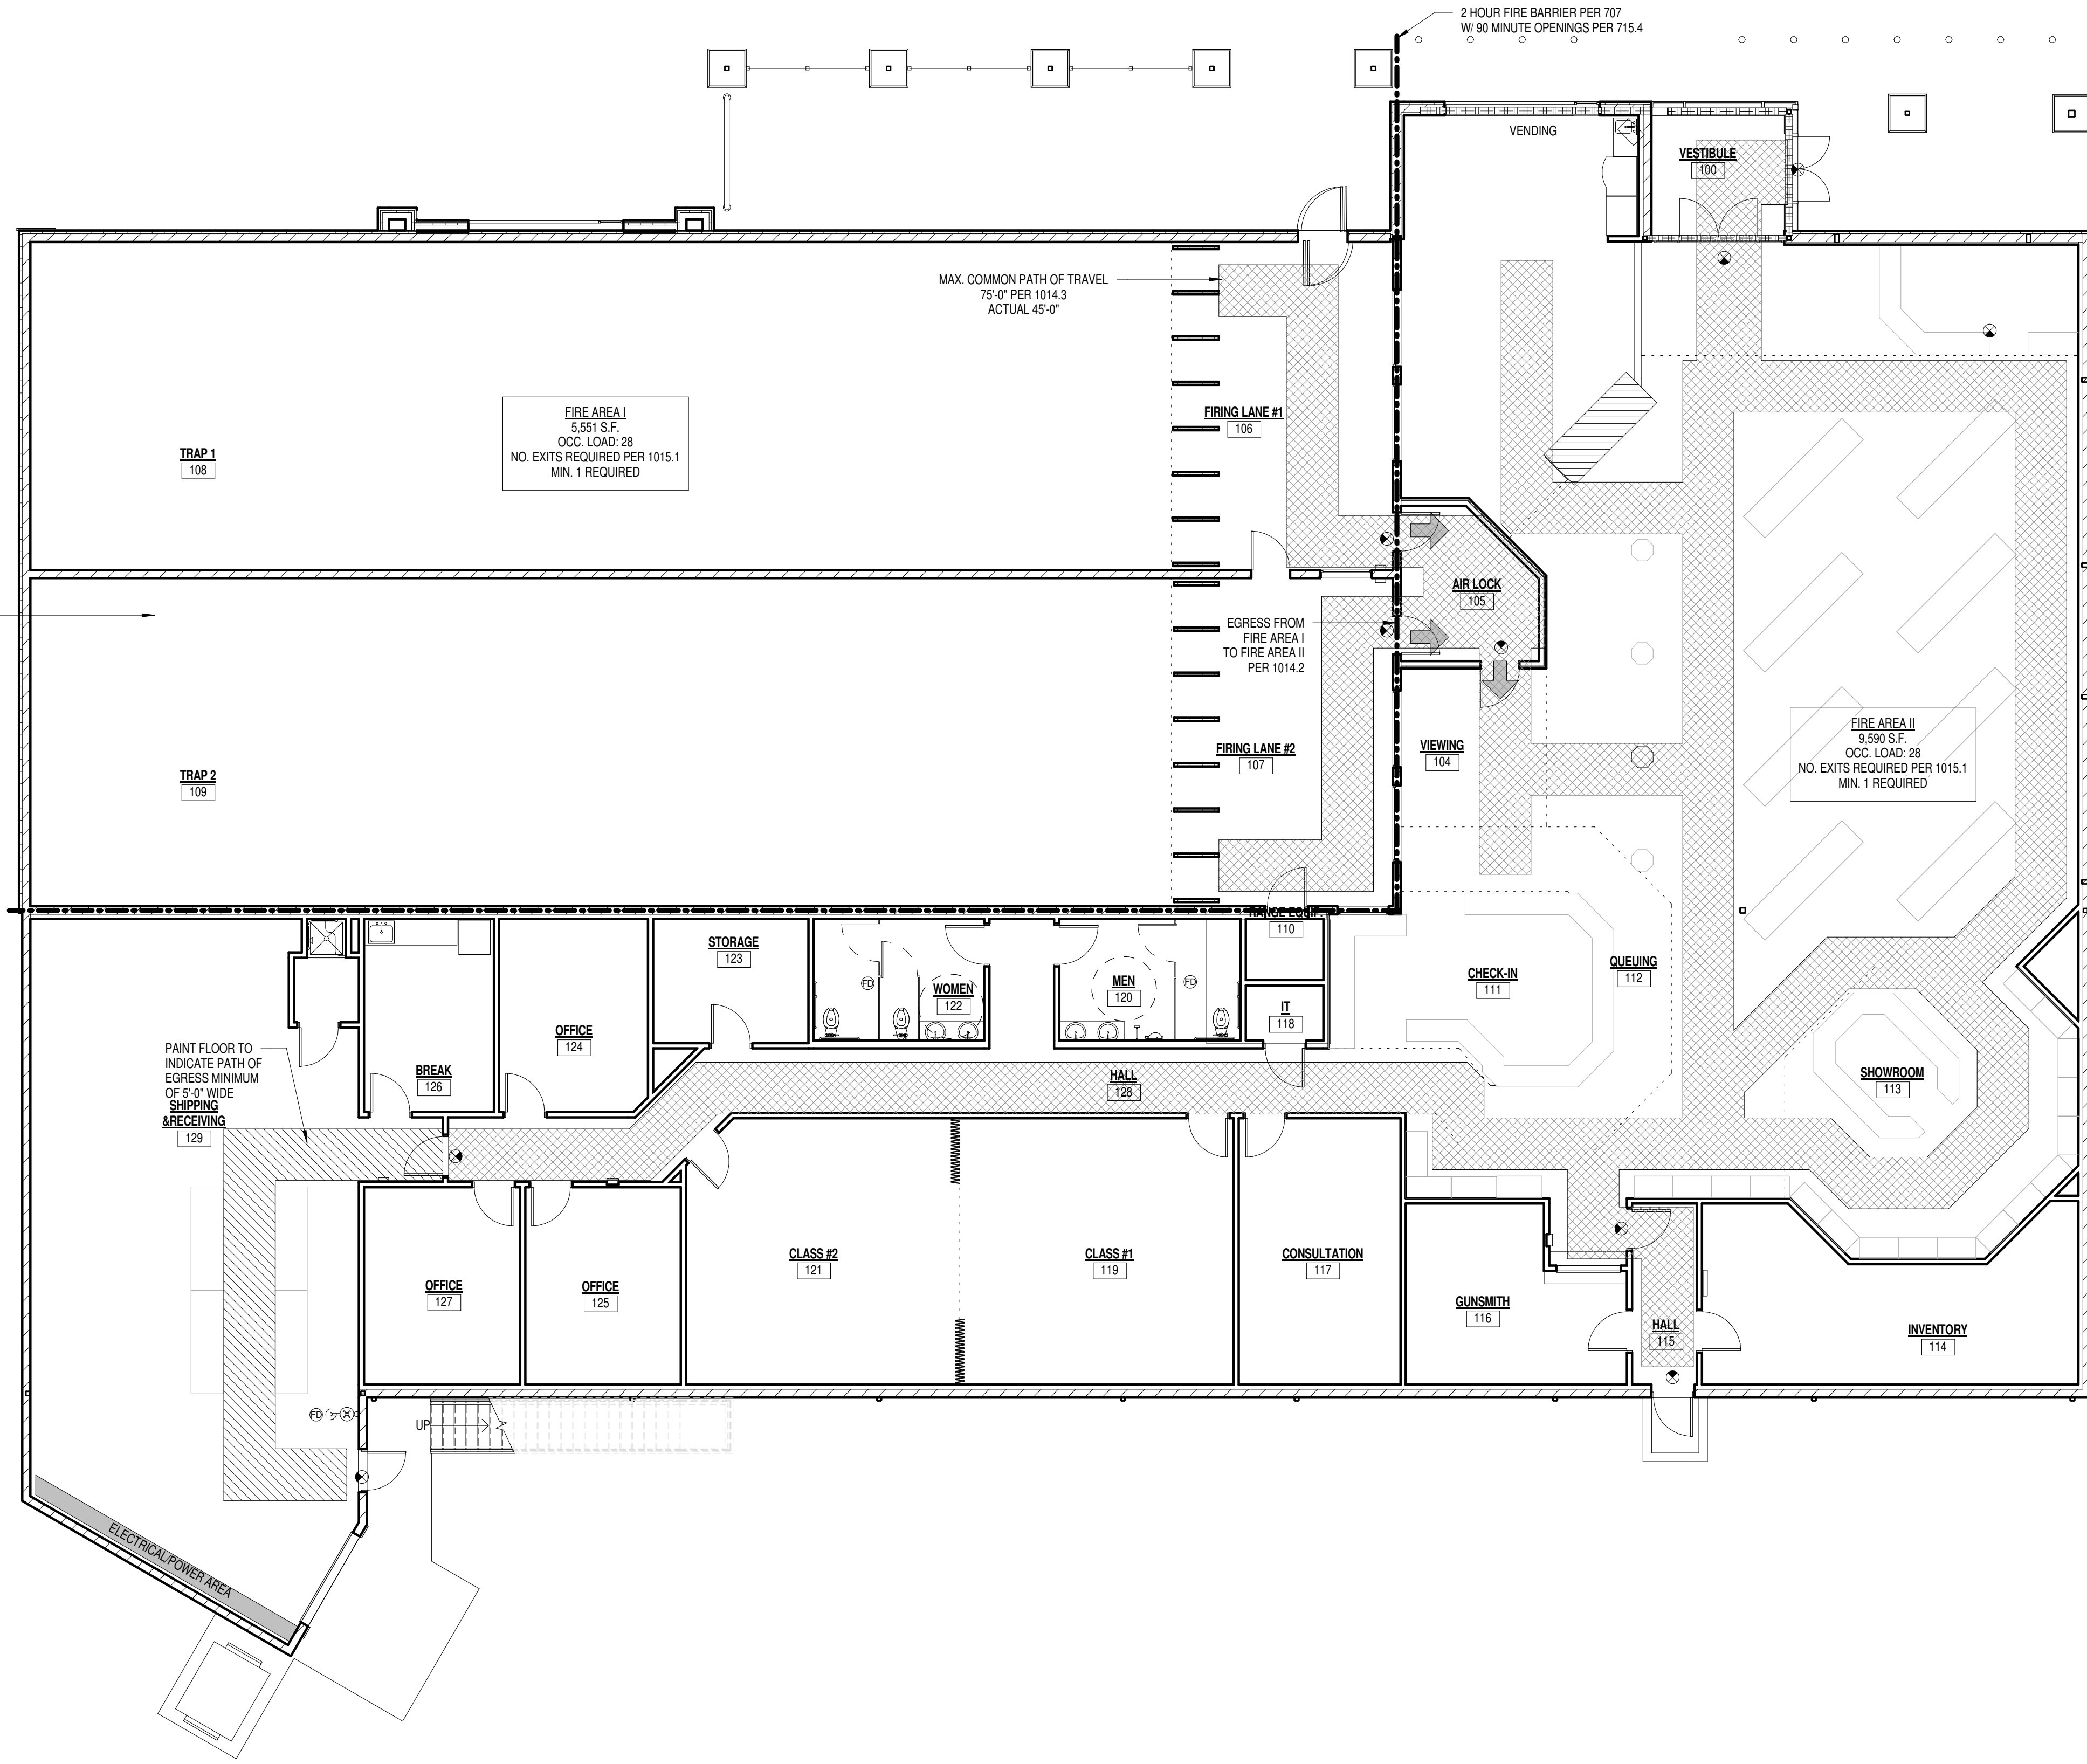 2 HOUR FIRE BARRIER PER 707
W/ 90 MINUTE OPENINGS PER 715.4
VENDING
VESTIBULE
100
MAX. COMMON PATH OF TRAVEL
75'-0" PER 1014.3
ACTUAL 45'-0"
FIRE AREA I
5,551 S.F.
OCC. LOAD: 28
NO. EXITS REQUIRED PER 1015.1
MIN. 1 REQUIRED
TRAP 1
108
FIRING LANE #1
106
AIR LOCK
105
EGRESS FROM
FIRE AREA I
TO FIRE AREA II
PER 1014.2
FIRING LANE #2
107
VIEWING
104
FIRE AREA II
9,590 S.F.
OCC. LOAD: 28
NO. EXITS REQUIRED PER 1015.1
MIN. 1 REQUIRED
TRAP 2
109
RANGE EQUIP.
110
STORAGE
123
FD
WOMEN
122
MEN
120
FD
IT
118
CHECK-IN
111
QUEUING
112
OFFICE
124
BREAK
126
HALL
128
SHOWROOM
113
PAINT FLOOR TO
INDICATE PATH OF
EGRESS MINIMUM
OF 5'-0" WIDE
SHIPPING
&RECEIVING
129
OFFICE
127
OFFICE
125
CLASS #2
121
CLASS #1
119
CONSULTATION
117
GUNSMITH
116
HALL
115
INVENTORY
114
FD
UP
ELECTRICAL/POWER AREA